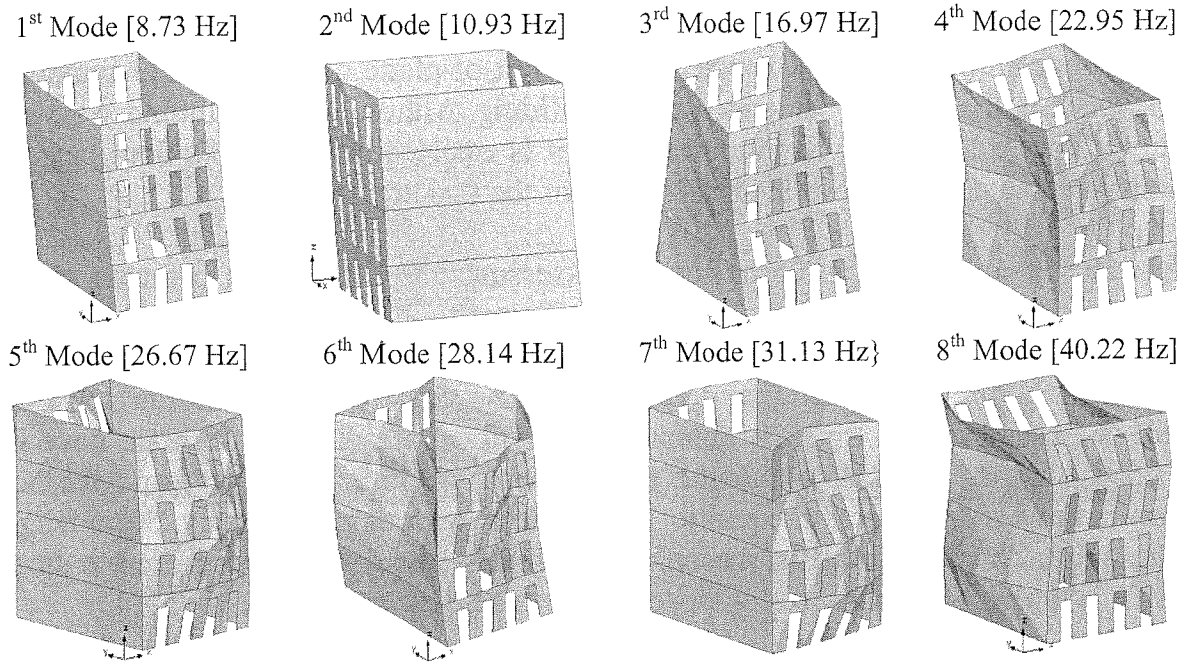 1st Mode [8.73 Hz]
2nd Mode [10.93 Hz]
3rd Mode [16.97 Hz]
4th Mode [22.95 Hz]
z
y x
z
x
z
y x
z
y x
5th Mode [26.67 Hz]
6th Mode [28.14 Hz]
7th Mode [31.13 Hz}
8th Mode [40.22 Hz]
z
y x
z
y x
z
y x
z
y x